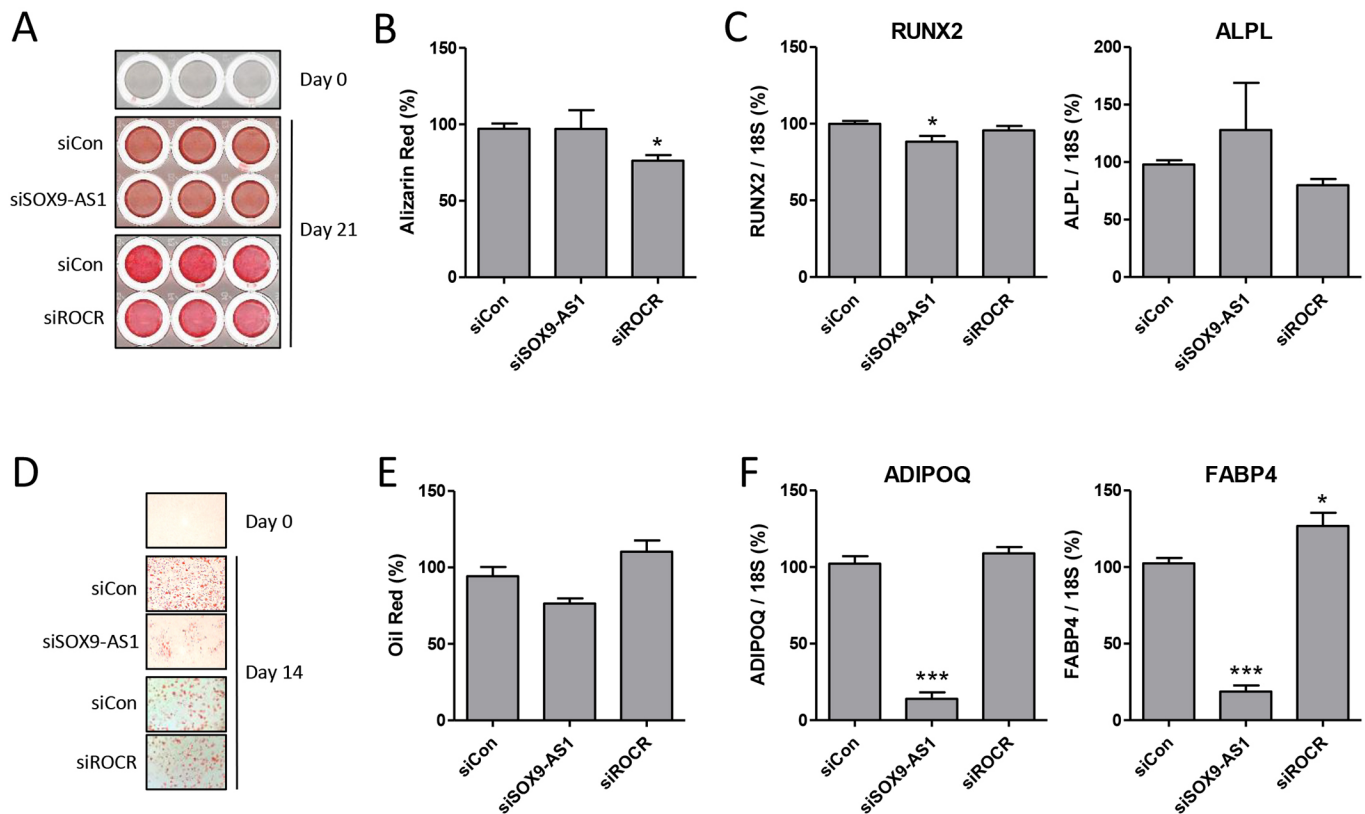 A
Day 0
siCon
siSOX9-AS1
siCon
siROCR
Day 21
B
Alizarin Red (%)
150
100
50
0
siCon
siSOX9-AS1
siROCR
*
C
RUNX2
RUNX2 / 18S (%)
150
100
50
0
siCon
siSOX9-AS1
siROCR
*
ALPL
ALPL / 18S (%)
200
150
100
50
0
siCon
siSOX9-AS1
siROCR
D
Day 0
siCon
siSOX9-AS1
siCon
siROCR
Day 14
E
Oil Red (%)
150
100
50
0
siCon
siSOX9-AS1
siROCR
F
ADIPOQ
ADIPOQ / 18S (%)
150
100
50
0
siCon
siSOX9-AS1
siROCR
***
FABP4
FABP4 / 18S (%)
150
100
50
0
siCon
siSOX9-AS1
siROCR
***
*